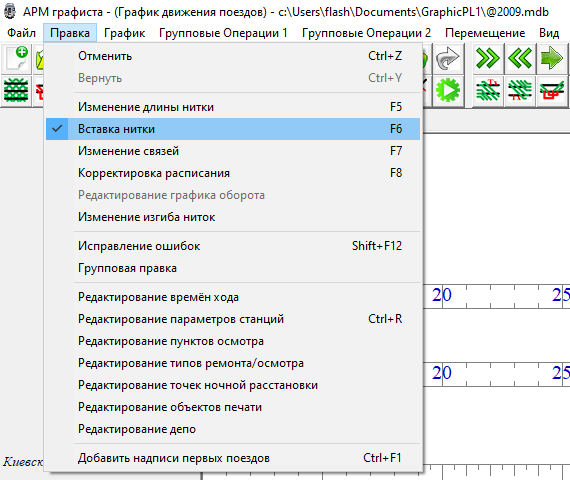 АРМ графиста - (График движения поездов) - c:\Users\flash\Documents\GraphicPL1\@2009.mdb
Файл Правка График Групповые Операции 1 Групповые Операции 2 Перемещение Вид
Отменить Ctrl+Z
Вернуть Ctrl+Y
Изменение длины нитки F5
Вставка нитки F6
Изменение связей F7
Корректировка расписания F8
Редактирование графика оборота
Изменение изгиба ниток
Исправление ошибок Shift+F12
Групповая правка
Редактирование времён хода
20 25
Редактирование параметров станций Ctrl+R
Редактирование пунктов осмотра
Редактирование типов ремонта/осмотра
20 25
Редактирование точек ночной расстановки
Редактирование объектов печати
Редактирование депо
Добавить надписи первых поездов Ctrl+F1
Киевск